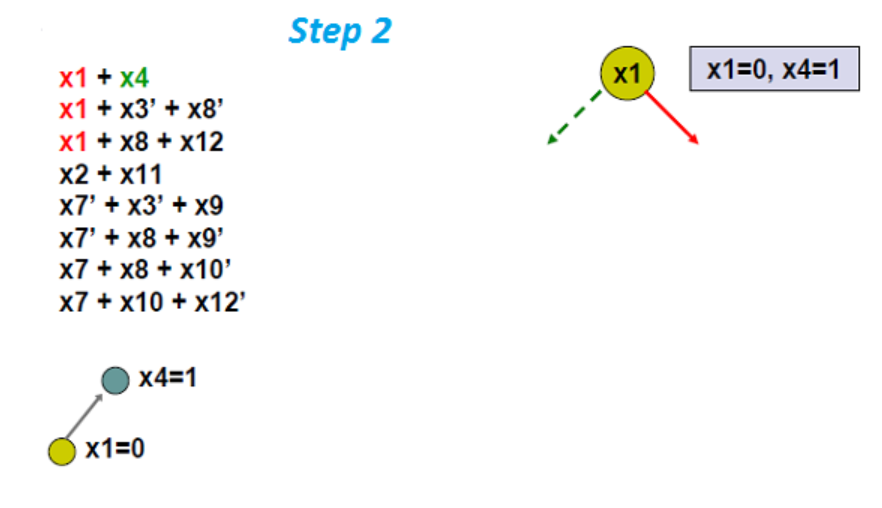 Step 2
x1 + x4
x1 + x3’ + x8’
x1 + x8 + x12
x2 + x11
x7’ + x3’ + x9
x7’ + x8 + x9’
x7 + x8 + x10’
x7 + x10 + x12’
x1
x1=0, x4=1
x4=1
x1=0